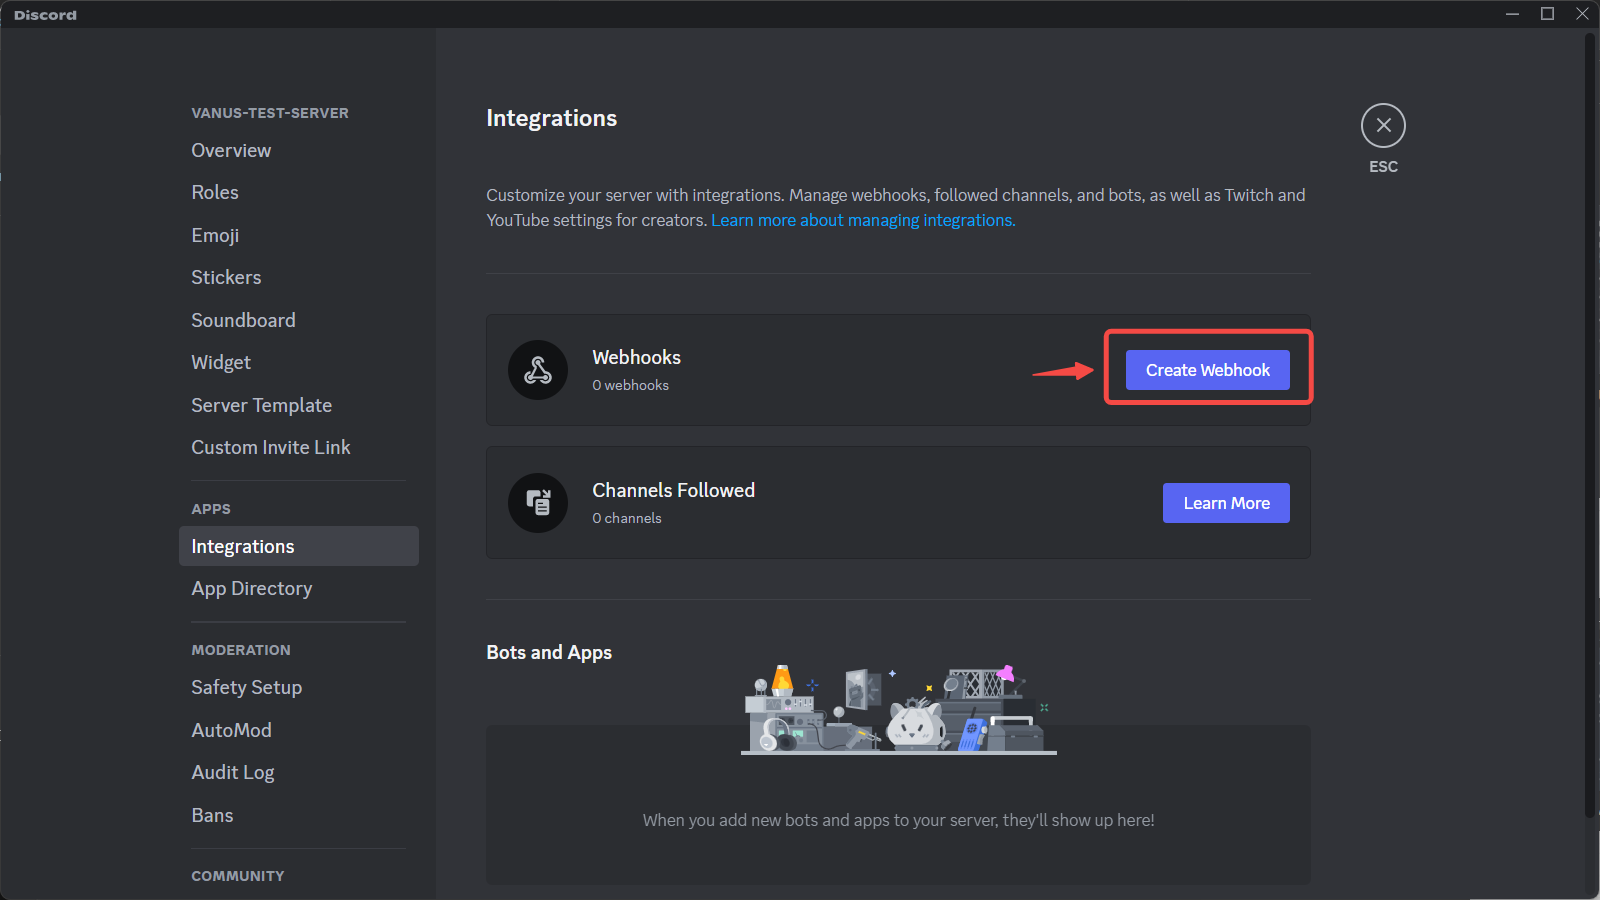 Discord
VANUS-TEST-SERVER
Overview
Roles
Emoji
Stickers
Soundboard
Widget
Server Template
Custom Invite Link
APPS
Integrations
App Directory
MODERATION
Safety Setup
AutoMod
Audit Log
Bans
COMMUNITY
Integrations
ESC
Customize your server with integrations. Manage webhooks, followed channels, and bots, as well as Twitch and
YouTube settings for creators. Learn more about managing integrations.
Webhooks
0 webhooks
Create Webhook
Channels Followed
0 channels
Learn More
Bots and Apps
When you add new bots and apps to your server, they'll show up here!